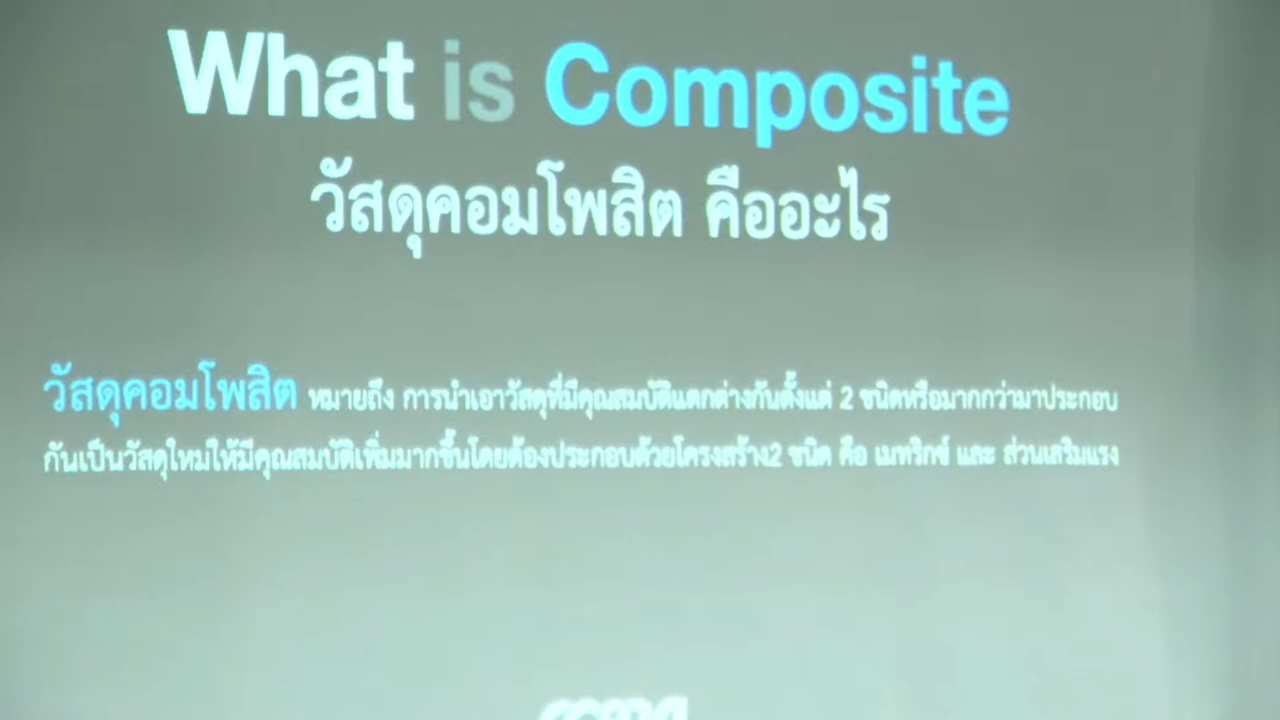 What is Composite
วัสดุคอมโพสิต คืออะไร
วัสดุคอมโพสิต หมายถึง การนำเอาวัสดุที่มีคุณสมบัติแตกต่างกันตั้งแต่ 2 ชนิดหรือมากกว่ามาประกอบ
กันเป็นวัสดุใหม่ให้มีคุณสมบัติเพิ่มมากขึ้นโดยต้องประกอบด้วยโครงสร้าง2 ชนิด คือ เมทริกซ์ และ ส่วนเสริมแรง